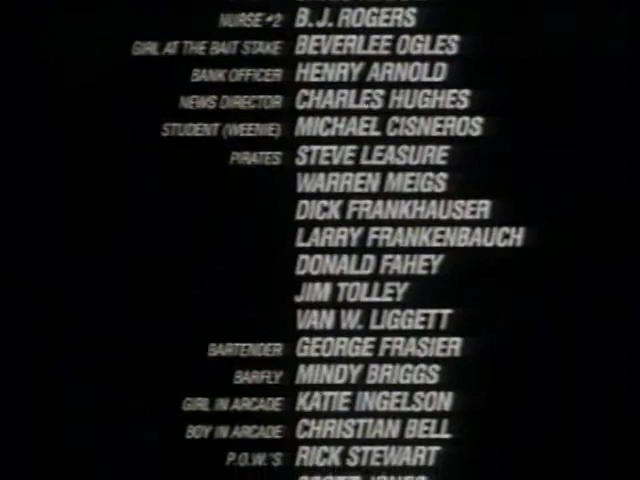 NURSE #2 B.J. ROGERS
GIRL AT THE BAIT STAKE BEVERLEE OGLES
BANK OFFICER HENRY ARNOLD
NEWS DIRECTOR CHARLES HUGHES
STUDENT (WEENIE) MICHAEL CISNEROS
PIRATES STEVE LEASURE
WARREN MEIGS
DICK FRANKHAUSER
LARRY FRANKENBAUCH
DONALD FAHEY
JIM TOLLEY
VAN W. LIGGETT
BARTENDER GEORGE FRASIER
BARFLY MINDY BRIGGS
GIRL IN ARCADE KATIE INGELSON
BOY IN ARCADE CHRISTIAN BELL
P.O.W.'S RICK STEWART